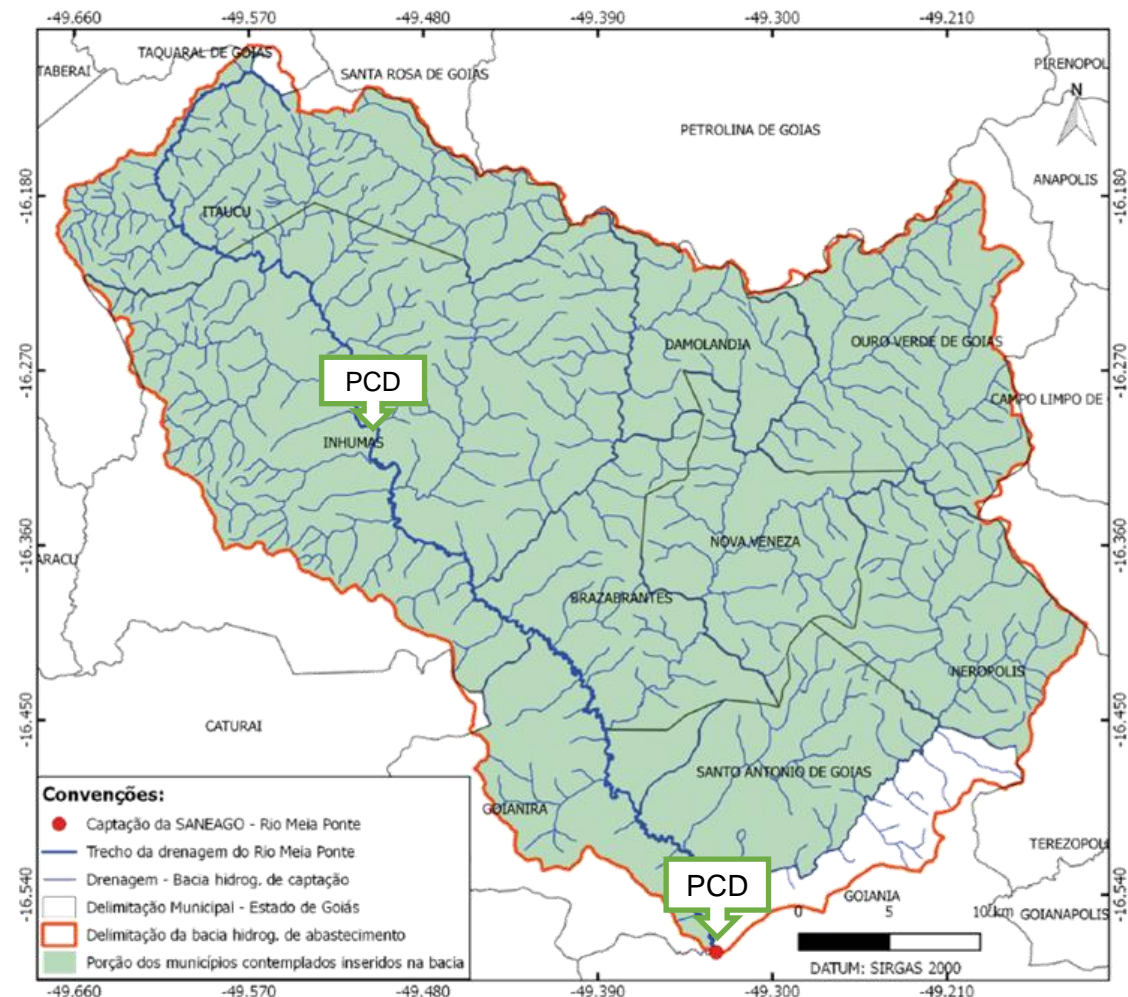 -49.660 -49.570 -49.480 -49.390 -49.300 -49.210
TAQUARAL DE GOIAS
TABERAI
SANTA ROSA DE GOIÁS
PIRENOPOL
N
PETROLINA DE GOIAS
ANAPOLIS
-16.180
-16.180
ITAUCU
DAMOLANDIA
OURO VERDE DE GOIAS
-16.270
-16.270
PCD
CAMPO LIMPO DE
INHUMAS
-16.360
-16.360
ARACU
NOVA VENEZA
BRAZABRANTES
NEROPOLIS
-16.450
-16.450
CATURAI
SANTO ANTONIO DE GOIAS
GOIANIRA
TEREZOPOL
PCD
-16.540
-16.540
GOIANIA
GOIANAPOLIS
0 5 10 km
DATUM: SIRGAS 2000
Convenções:
Captação da SANEAGO - Rio Meia Ponte
Trecho da drenagem do Rio Meia Ponte
Drenagem - Bacia hidrog. de captação
Delimitação Municipal - Estado de Goiás
Delimitação da bacia hidrog. de abastecimento
Porção dos municípios contemplados inseridos na bacia
-49.660 -49.570 -49.480 -49.390 -49.300 -49.210